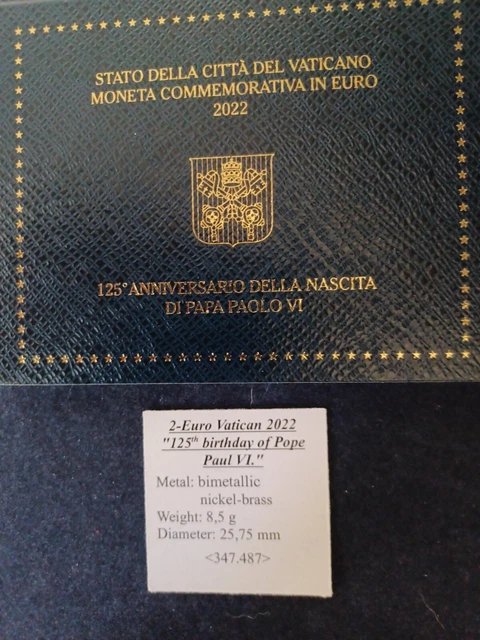 STATO DELLA CITTÀ DEL VATICANO
MONETA COMMEMORATIVA IN EURO
2022
125° ANNIVERSARIO DELLA NASCITA
DI PAPA PAOLO VI
2-Euro Vatican 2022
"125th birthday of Pope
Paul VI."
Metal: bimetallic
nickel-brass
Weight: 8,5 g
Diameter: 25,75 mm
<347.487>